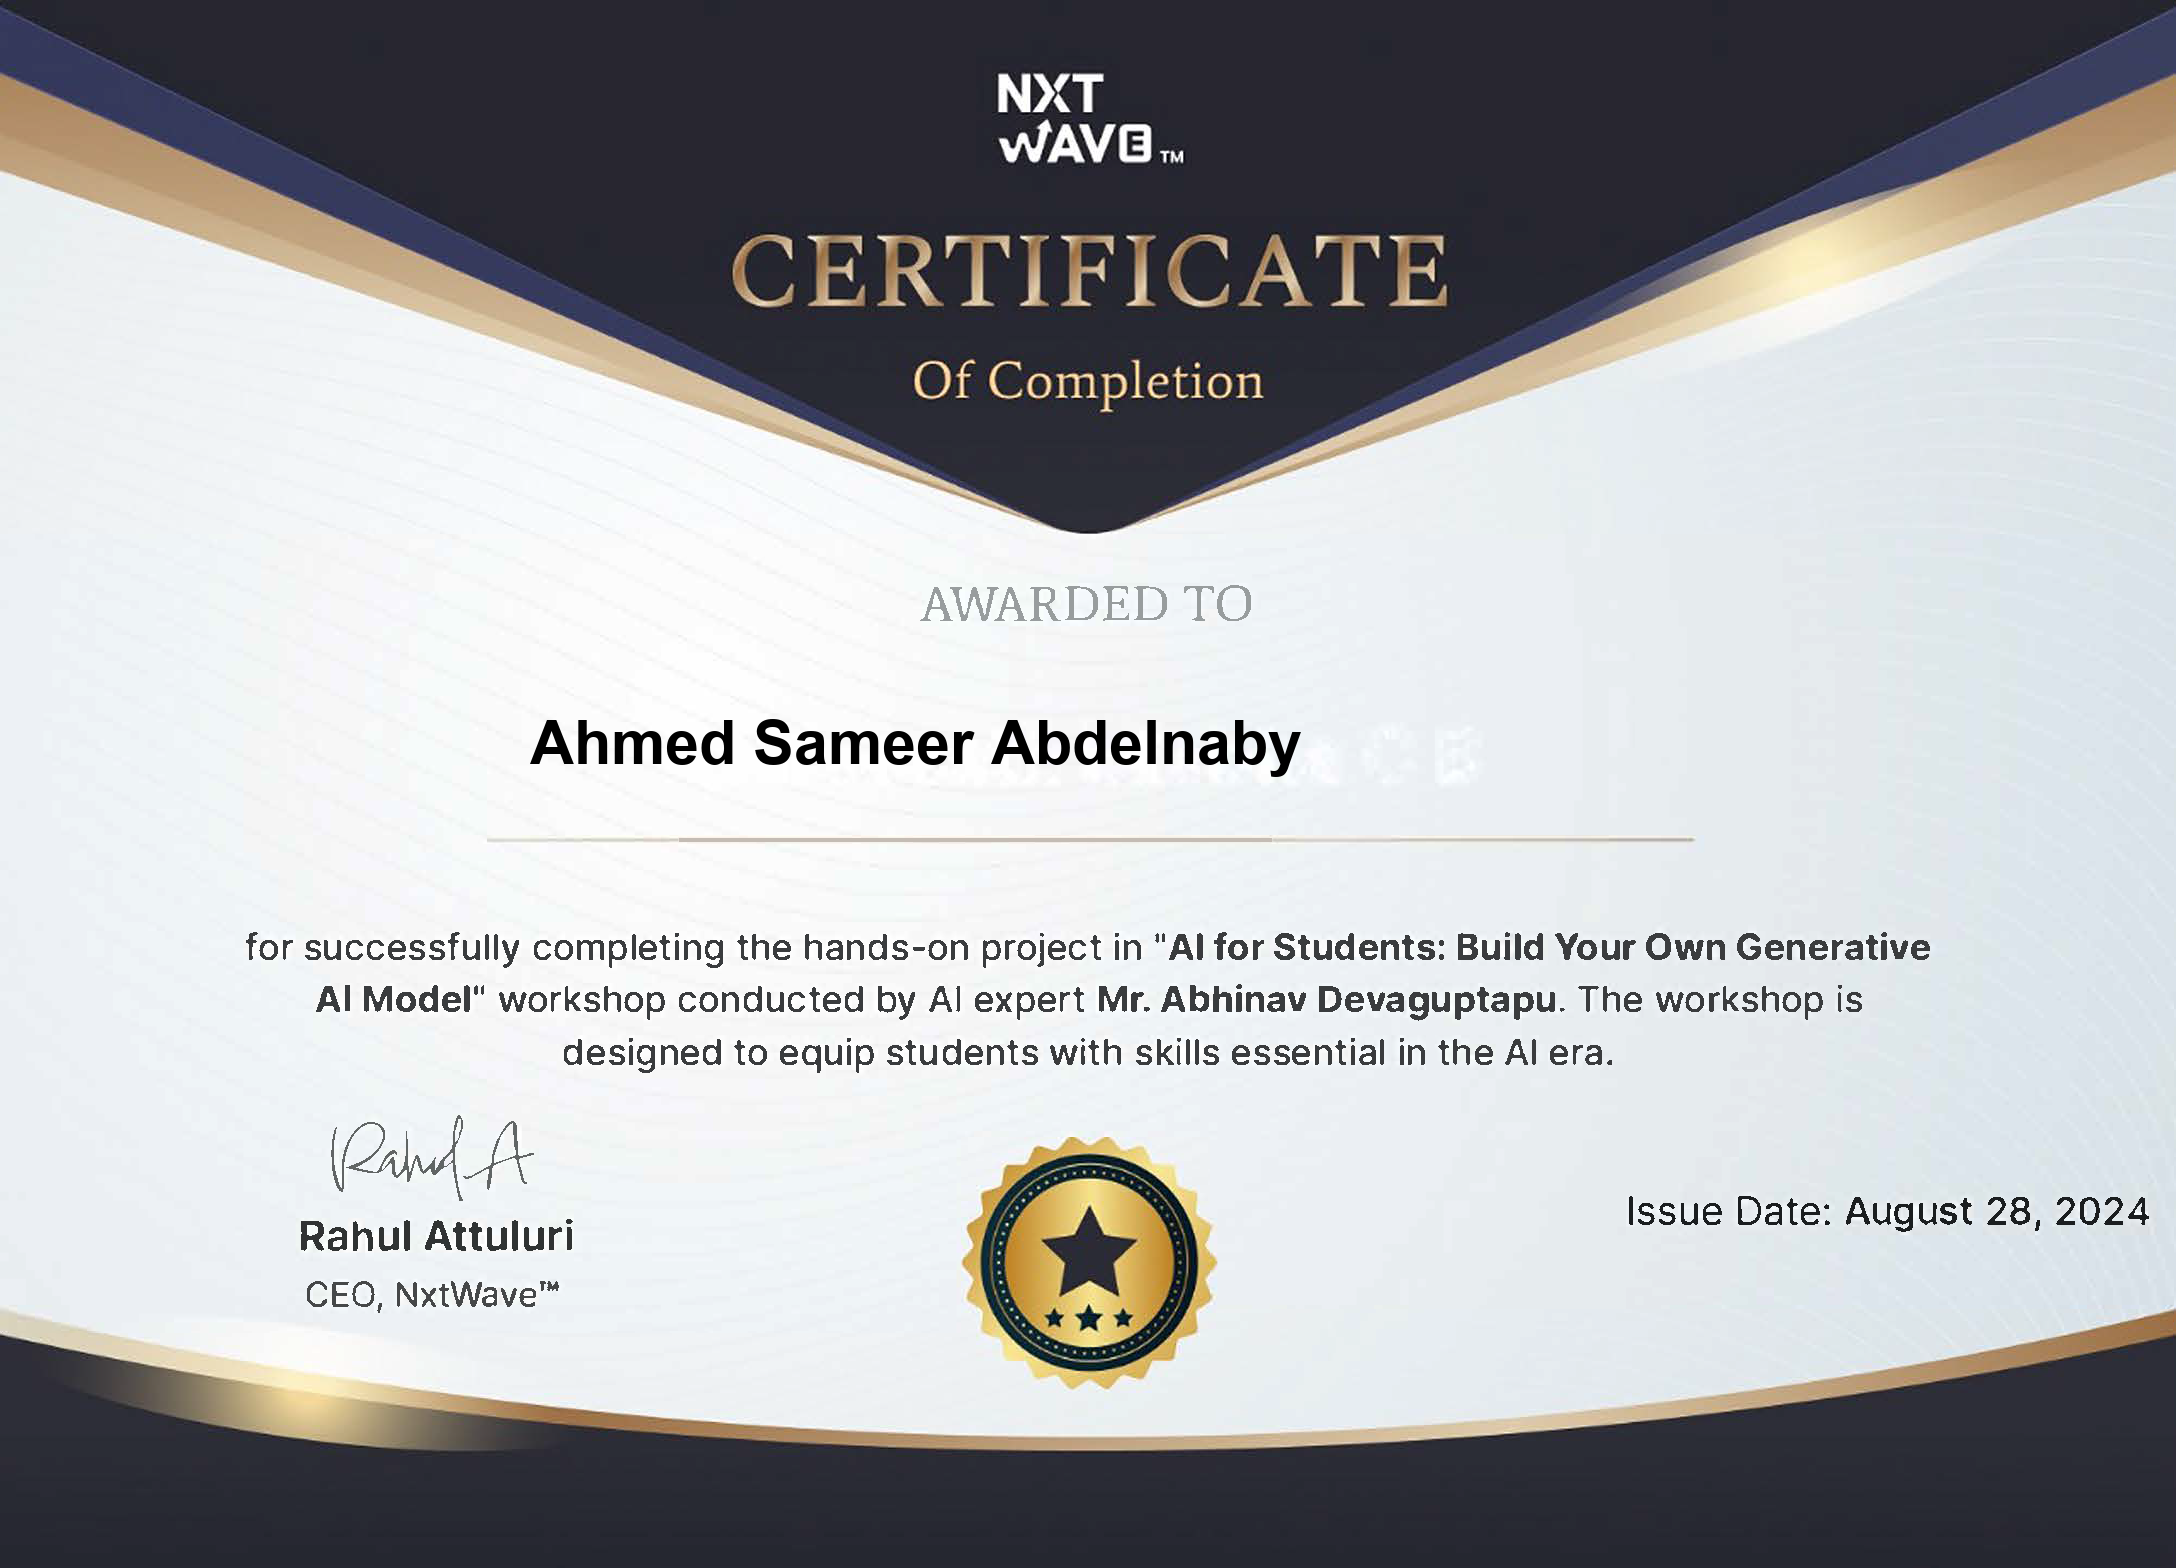 NXT
WAVE™
CERTIFICATE
Of Completion
AWARDED TO
Ahmed Sameer Abdelnaby
for successfully completing the hands-on project in "AI for Students: Build Your Own Generative
AI Model" workshop conducted by AI expert Mr. Abhinav Devaguptapu. The workshop is
designed to equip students with skills essential in the AI era.
Rahul A
Rahul Attuluri
CEO, NxtWave™
Issue Date: August 28, 2024